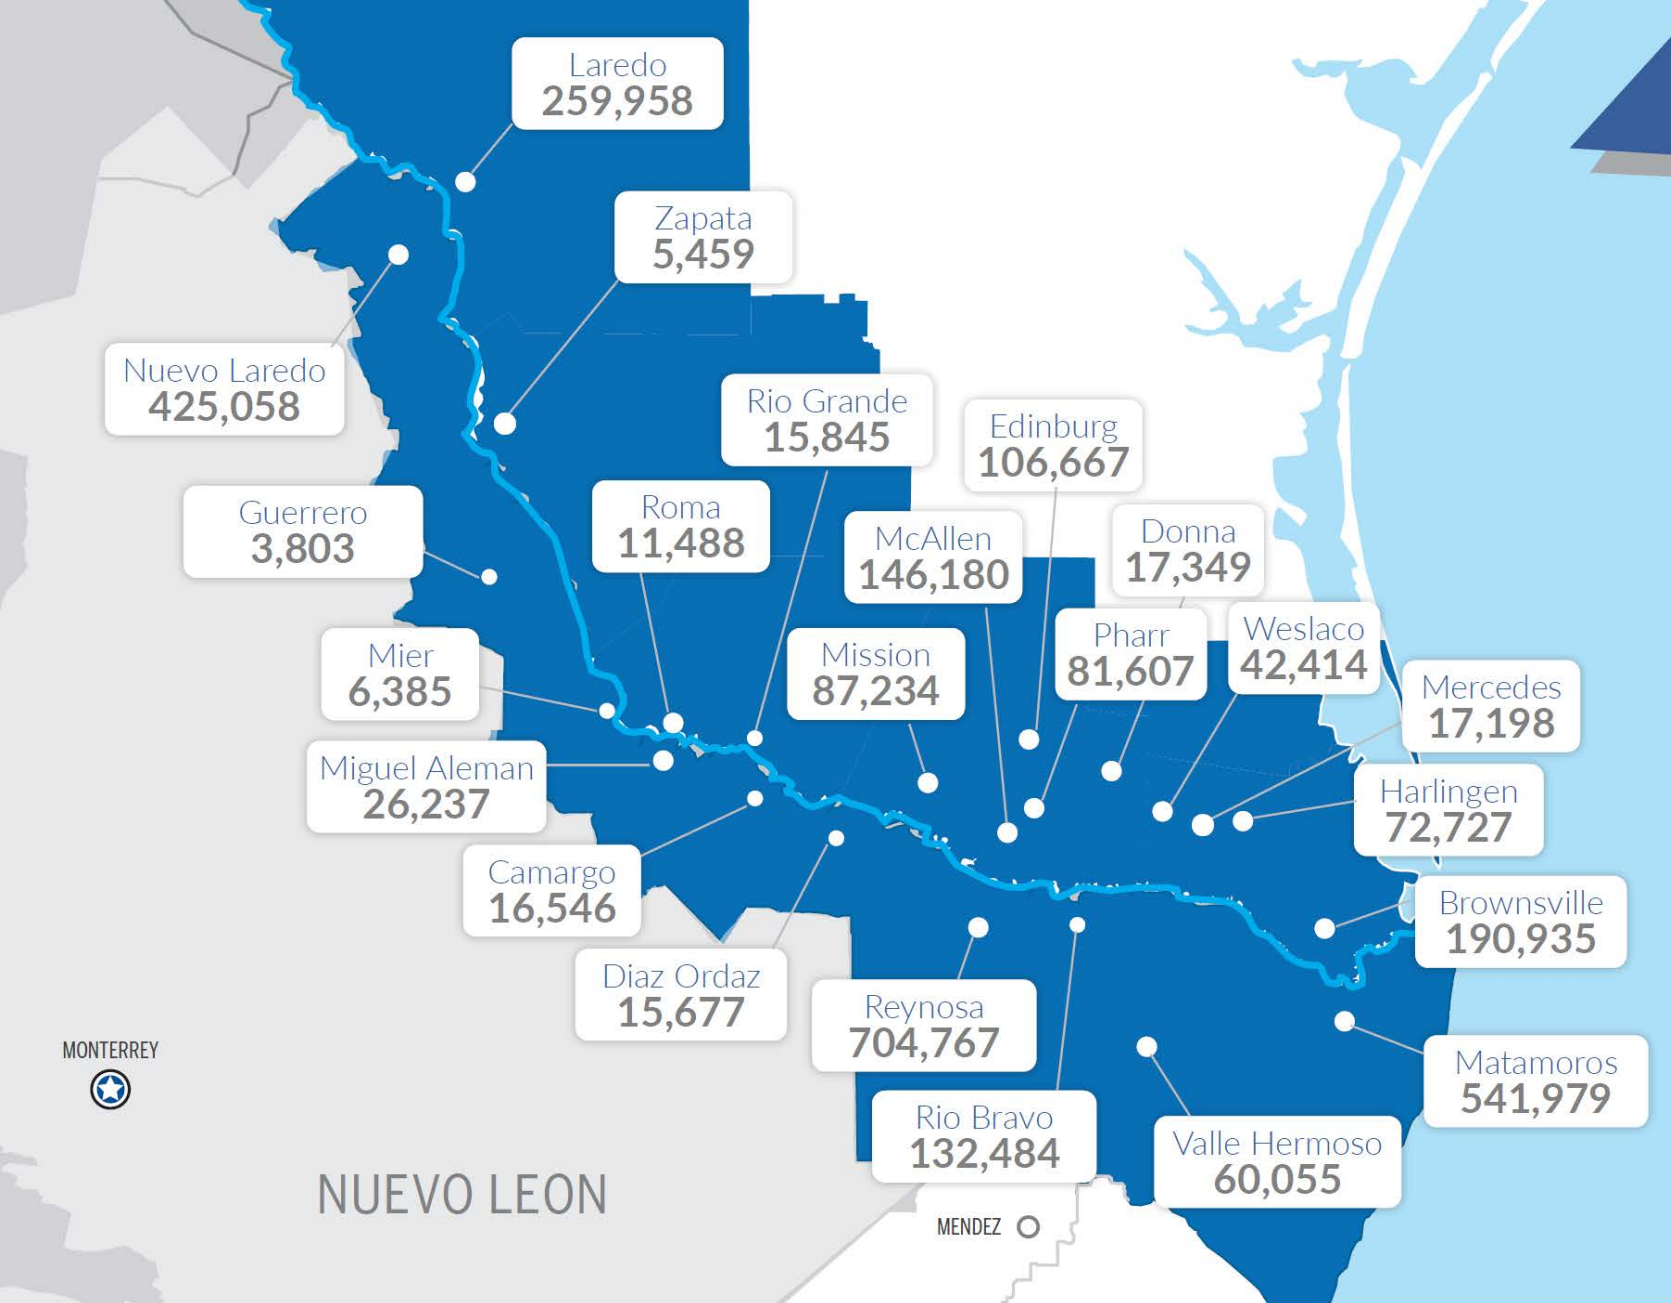 Laredo
259,958
Zapata
5,459
Nuevo Laredo
425,058
Rio Grande
15,845
Edinburg
106,667
Guerrero
3,803
Roma
11,488
McAllen
146,180
Donna
17,349
Mier
6,385
Mission
87,234
Pharr
81,607
Weslaco
42,414
Mercedes
17,198
Miguel Aleman
26,237
Harlingen
72,727
Camargo
16,546
Brownsville
190,935
Diaz Ordaz
15,677
Reynosa
704,767
MONTERREY
Matamoros
541,979
Rio Bravo
132,484
Valle Hermoso
60,055
NUEVO LEON
MENDEZ